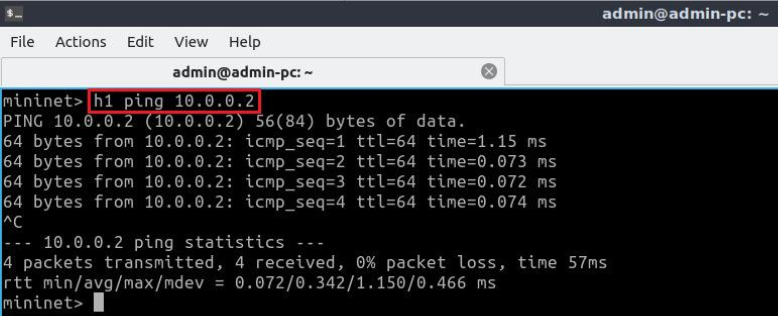 $_
admin@admin-pc: ~
File Actions Edit View Help
admin@admin-pc: ~
mininet> h1 ping 10.0.0.2
PING 10.0.0.2 (10.0.0.2) 56(84) bytes of data.
64 bytes from 10.0.0.2: icmp_seq=1 ttl=64 time=1.15 ms
64 bytes from 10.0.0.2: icmp_seq=2 ttl=64 time=0.073 ms
64 bytes from 10.0.0.2: icmp_seq=3 ttl=64 time=0.072 ms
64 bytes from 10.0.0.2: icmp_seq=4 ttl=64 time=0.074 ms
^C
--- 10.0.0.2 ping statistics ---
4 packets transmitted, 4 received, 0% packet loss, time 57ms
rtt min/avg/max/mdev = 0.072/0.342/1.150/0.466 ms
mininet>